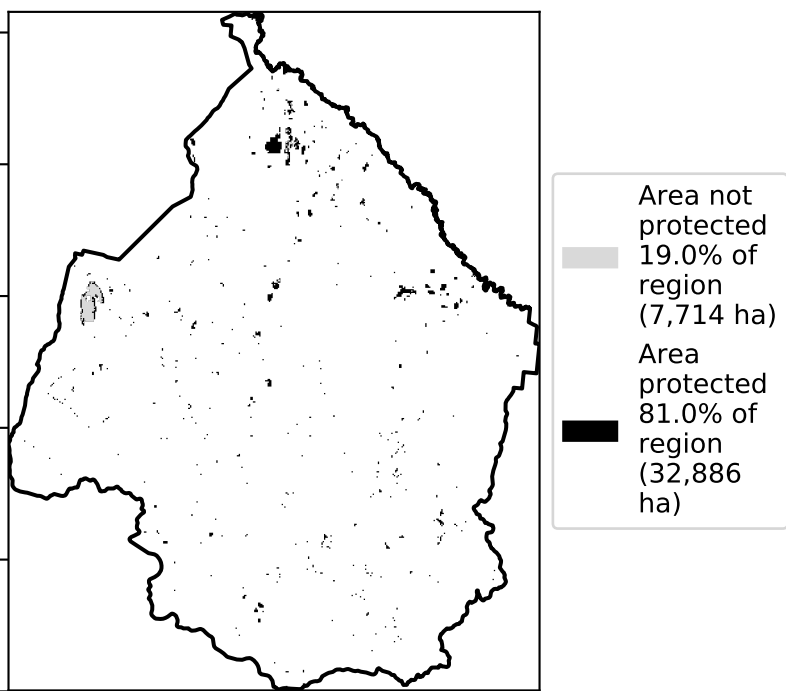 Area not
protected
19.0% of
region
(7,714 ha)
Area
protected
81.0% of
region
(32,886
ha)